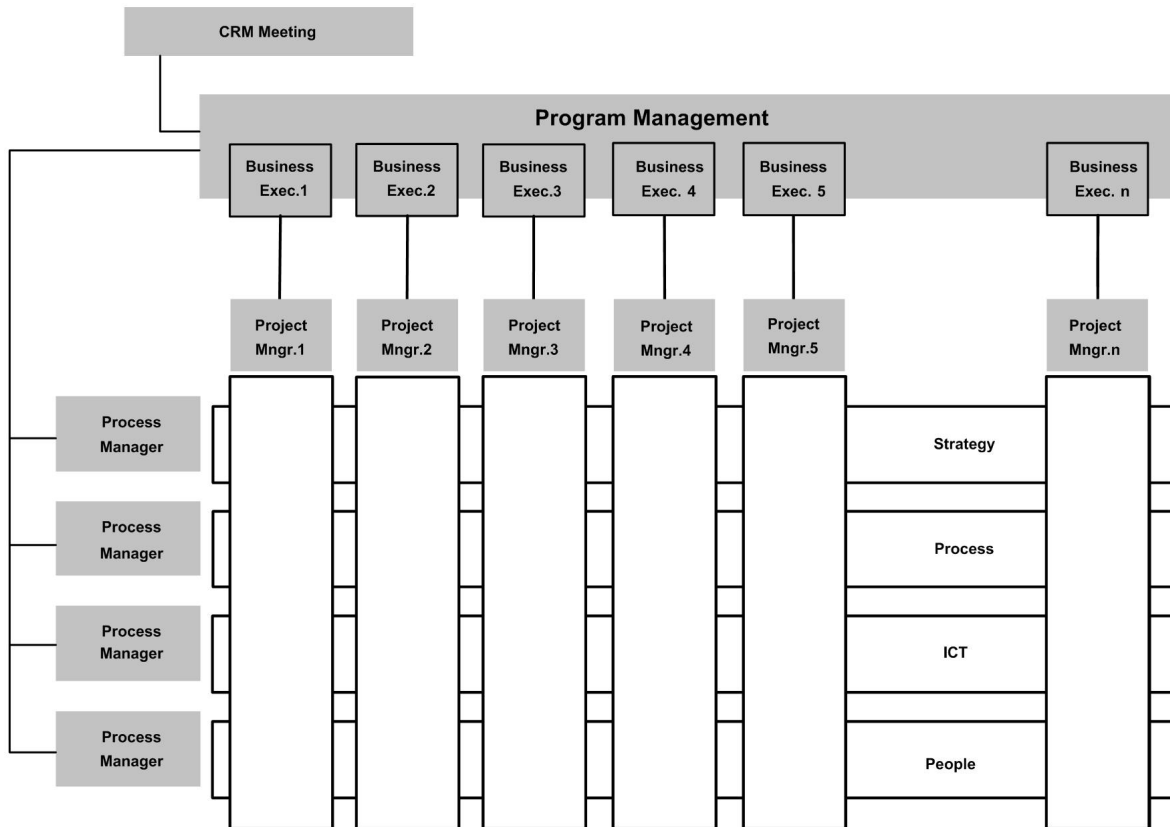 CRM Meeting
Program Management
Business
Exec.1
Business
Exec.2
Business
Exec.3
Business
Exec. 4
Business
Exec. 5
Business
Exec. n
Project
Mngr.1
Project
Mngr.2
Project
Mngr.3
Project
Mngr.4
Project
Mngr.5
Project
Mngr.n
Process
Manager
Strategy
Process
Manager
Process
Process
Manager
ICT
Process
Manager
People